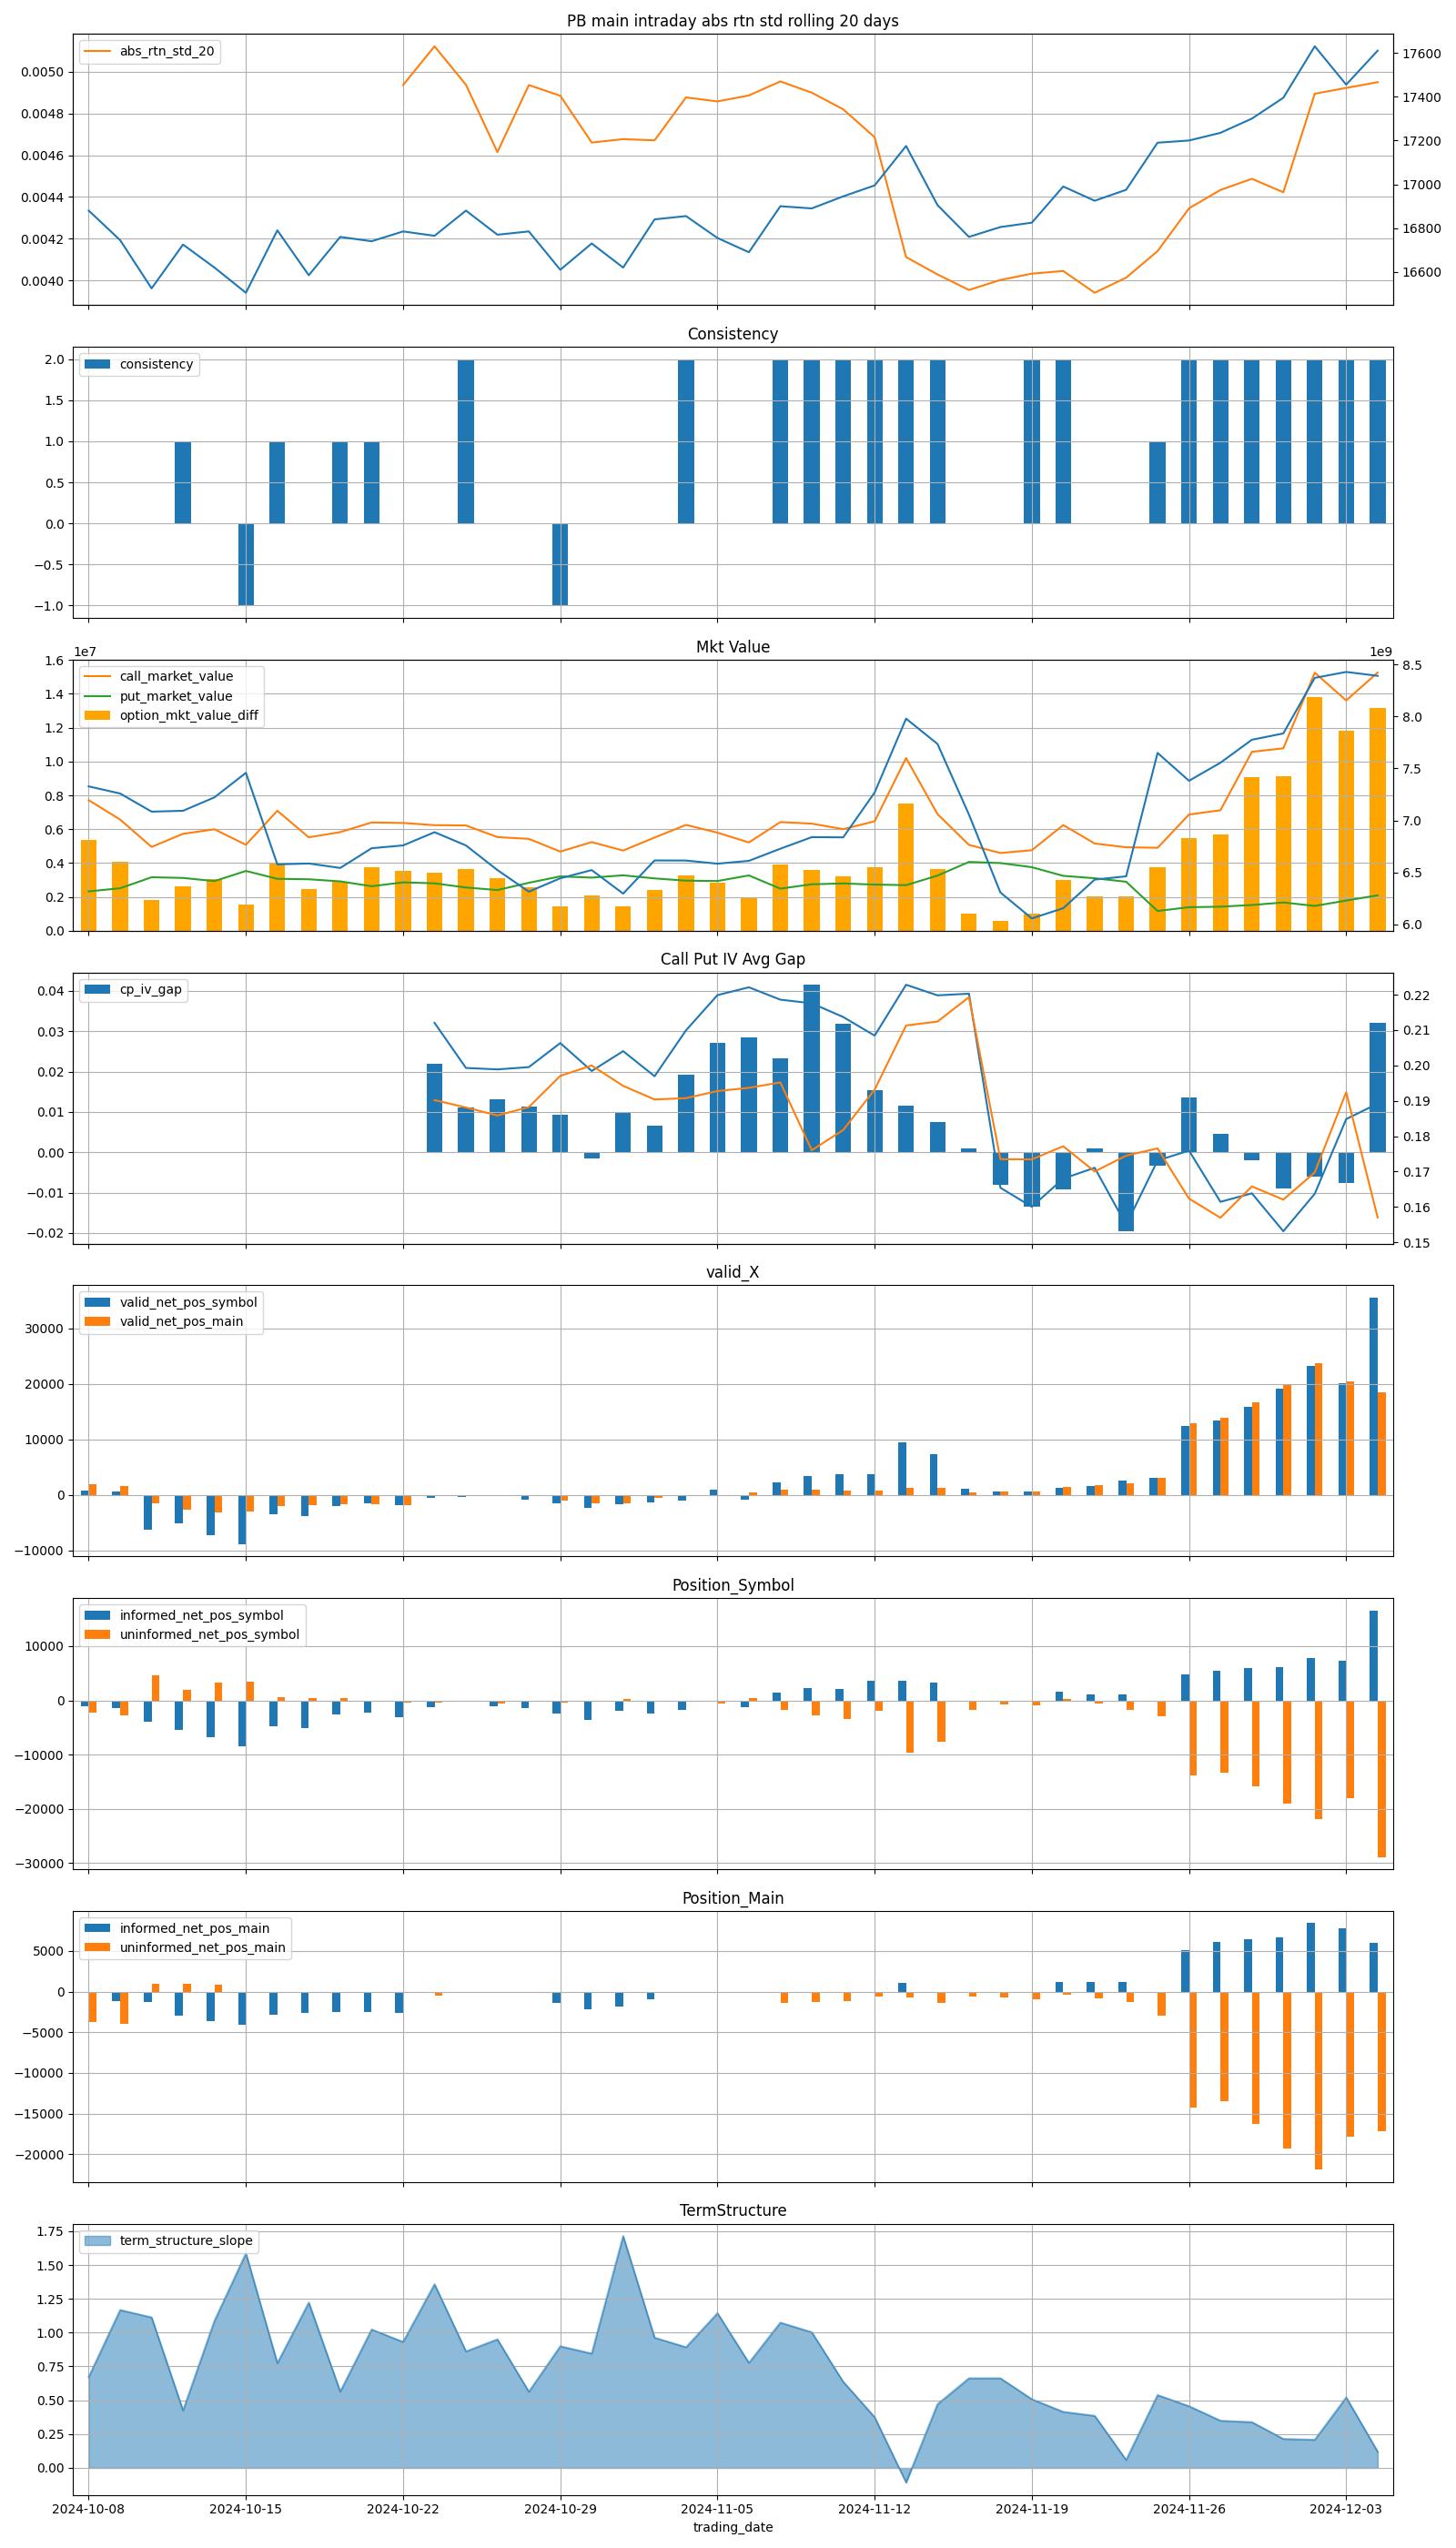 PB main intraday abs rtn std rolling 20 days
abs_rtn_std_20
0.0050
0.0048
0.0046
0.0044
0.0042
0.0040
17600
17400
17200
17000
16800
16600
Consistency
consistency
2.0
1.5
1.0
0.5
0.0
−0.5
−1.0
Mkt Value
1e7
1e9
call_market_value
put_market_value
option_mkt_value_diff
1.6
1.4
1.2
1.0
0.8
0.6
0.4
0.2
0.0
8.5
8.0
7.5
7.0
6.5
6.0
Call Put IV Avg Gap
cp_iv_gap
0.04
0.03
0.02
0.01
0.00
−0.01
−0.02
0.22
0.21
0.20
0.19
0.18
0.17
0.16
0.15
valid_X
valid_net_pos_symbol
valid_net_pos_main
30000
20000
10000
0
−10000
Position_Symbol
informed_net_pos_symbol
uninformed_net_pos_symbol
10000
0
−10000
−20000
−30000
Position_Main
informed_net_pos_main
uninformed_net_pos_main
5000
0
−5000
−10000
−15000
−20000
TermStructure
term_structure_slope
1.75
1.50
1.25
1.00
0.75
0.50
0.25
0.00
2024-10-08 2024-10-15 2024-10-22 2024-10-29 2024-11-05 2024-11-12 2024-11-19 2024-11-26 2024-12-03
trading_date